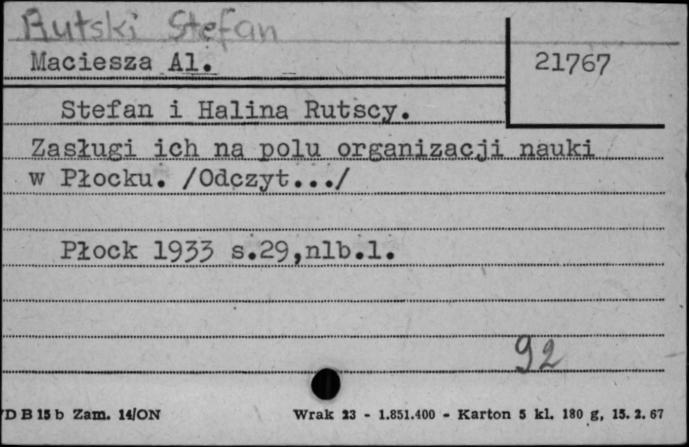 Rutski Stefan
Maciesza Al.
21767
Stefan i Halina Rutscy.
Zasługi ich na polu organizacji nauki
w Płocku. /Odczyt.../
Płock 1933 s.29,nlb.1.
92
D B 15 b Zam. 14/ON
Wrak 23 - 1.851.400 - Karton 5 kl. 180 g, 15. 2. 67